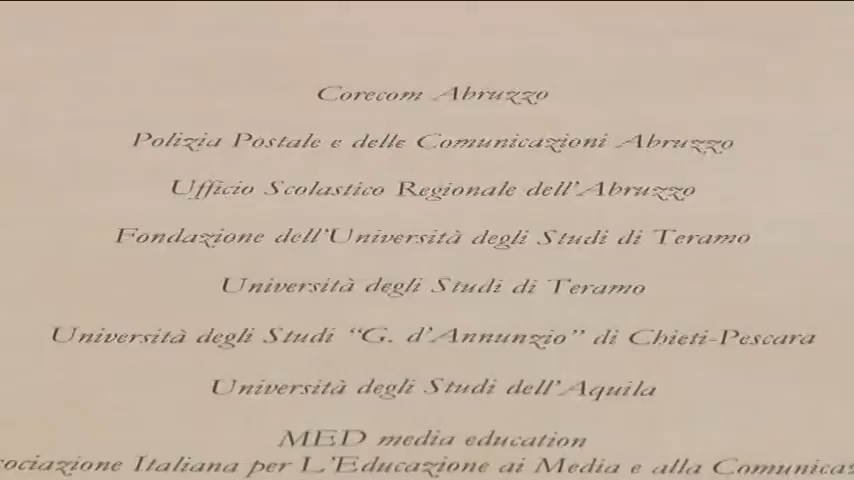 Corecom Abruzzo
Polizia Postale e delle Comunicazioni Abruzzo
Ufficio Scolastico Regionale dell'Abruzzo
Fondazione dell'Università degli Studi di Teramo
Università degli Studi di Teramo
Università degli Studi “G. d'Annunzio” di Chieti-Pescara
Università degli Studi dell'Aquila
MED media education
Italiana per L'Educazione ai Media e alla